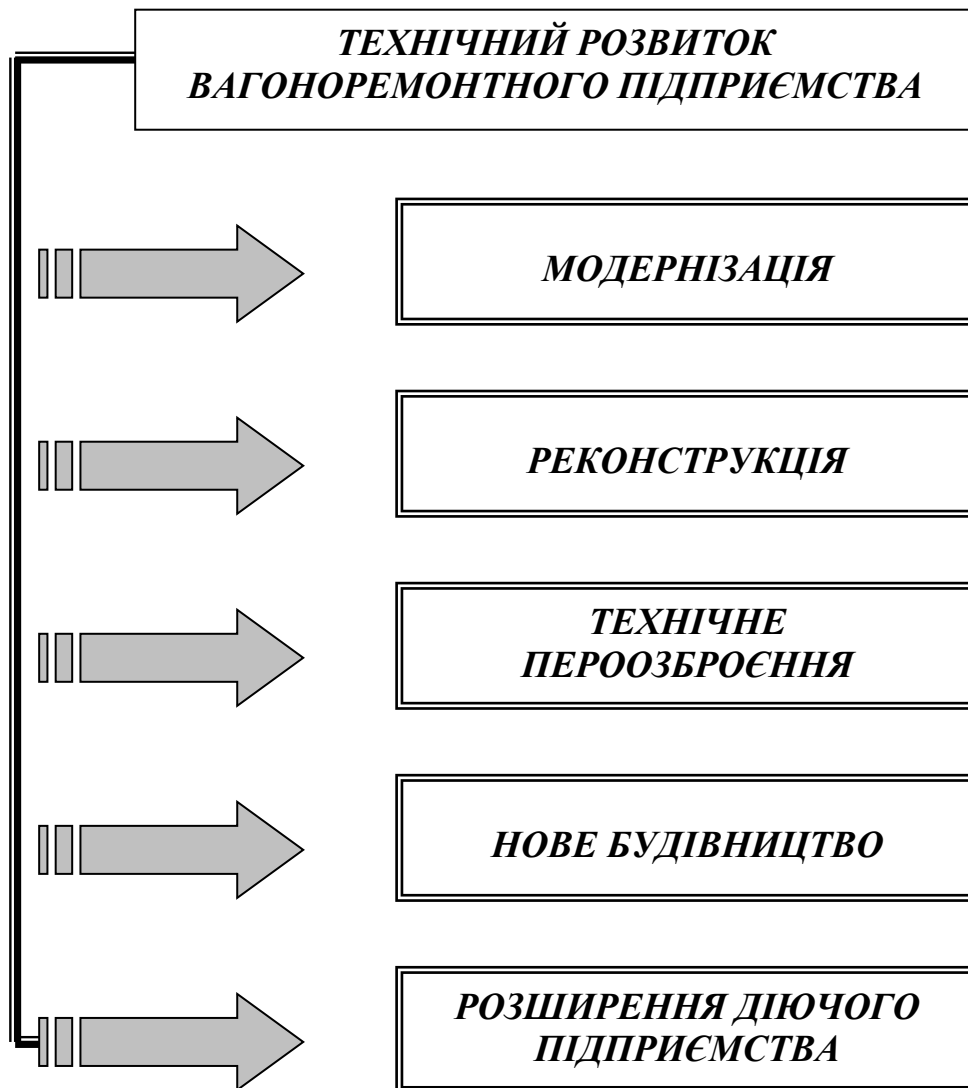 ТЕХНІЧНИЙ РОЗВИТОК
ВАГОНОРЕМОНТНОГО ПІДПРИЄМСТВА
МОДЕРНІЗАЦІЯ
РЕКОНСТРУКЦІЯ
ТЕХНІЧНЕ
ПЕРООЗБРОЄННЯ
НОВЕ БУДІВНИЦТВО
РОЗШИРЕННЯ ДІЮЧОГО
ПІДПРИЄМСТВА